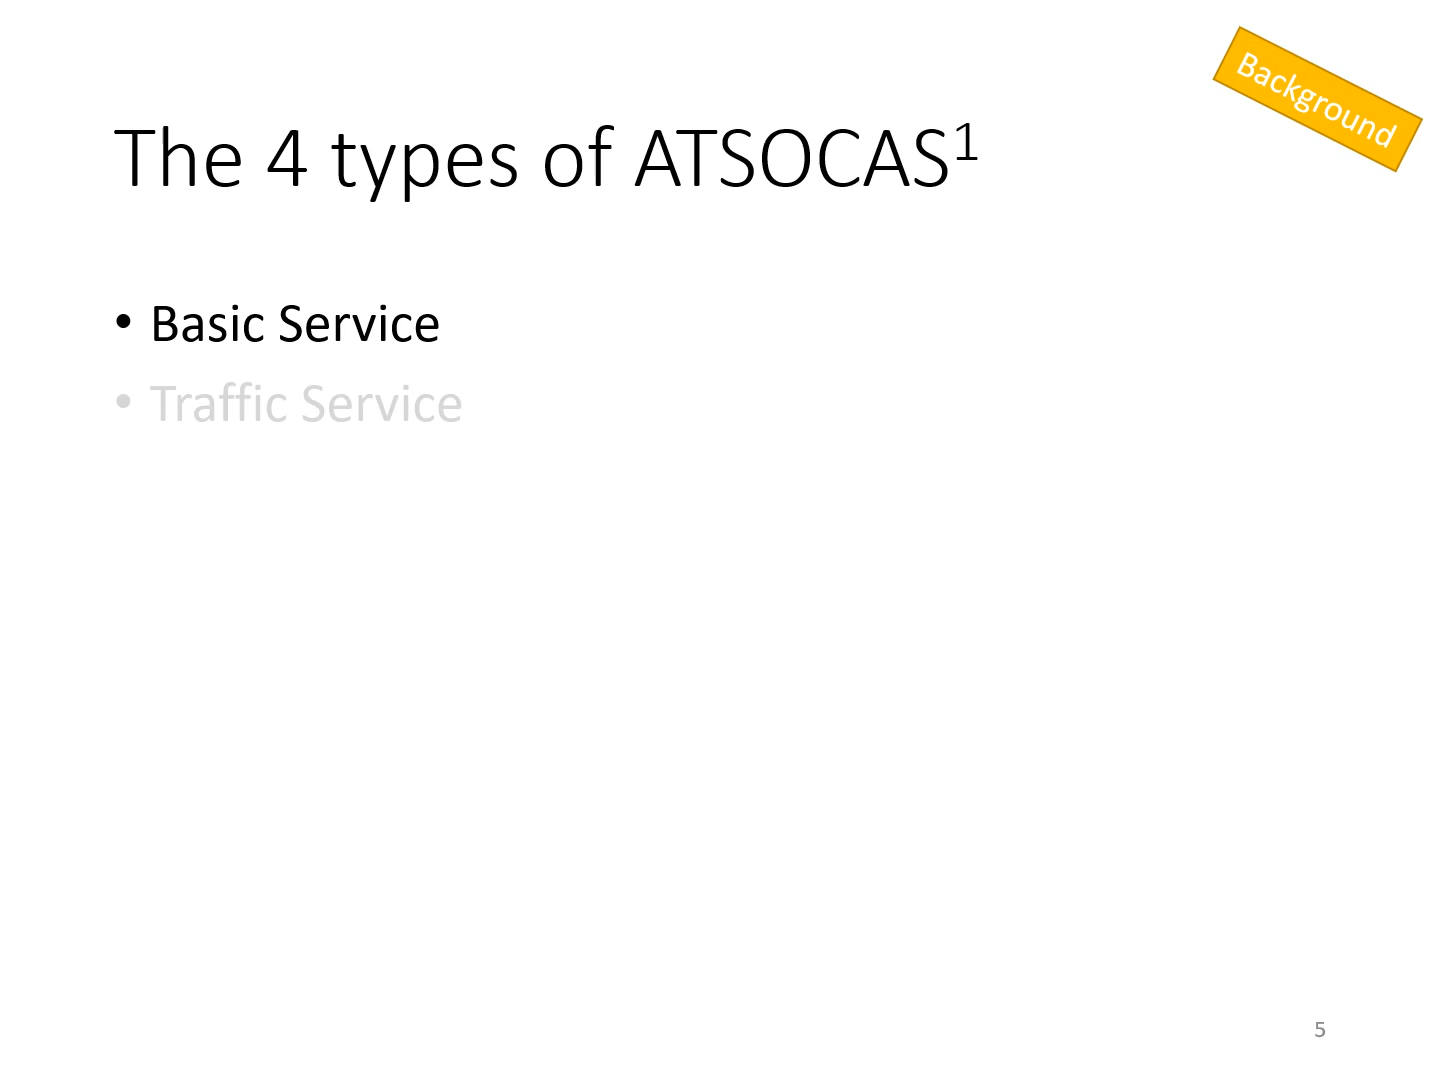 Background
The 4 types of ATSOCAS¹
• Basic Service
• Traffic Service
5